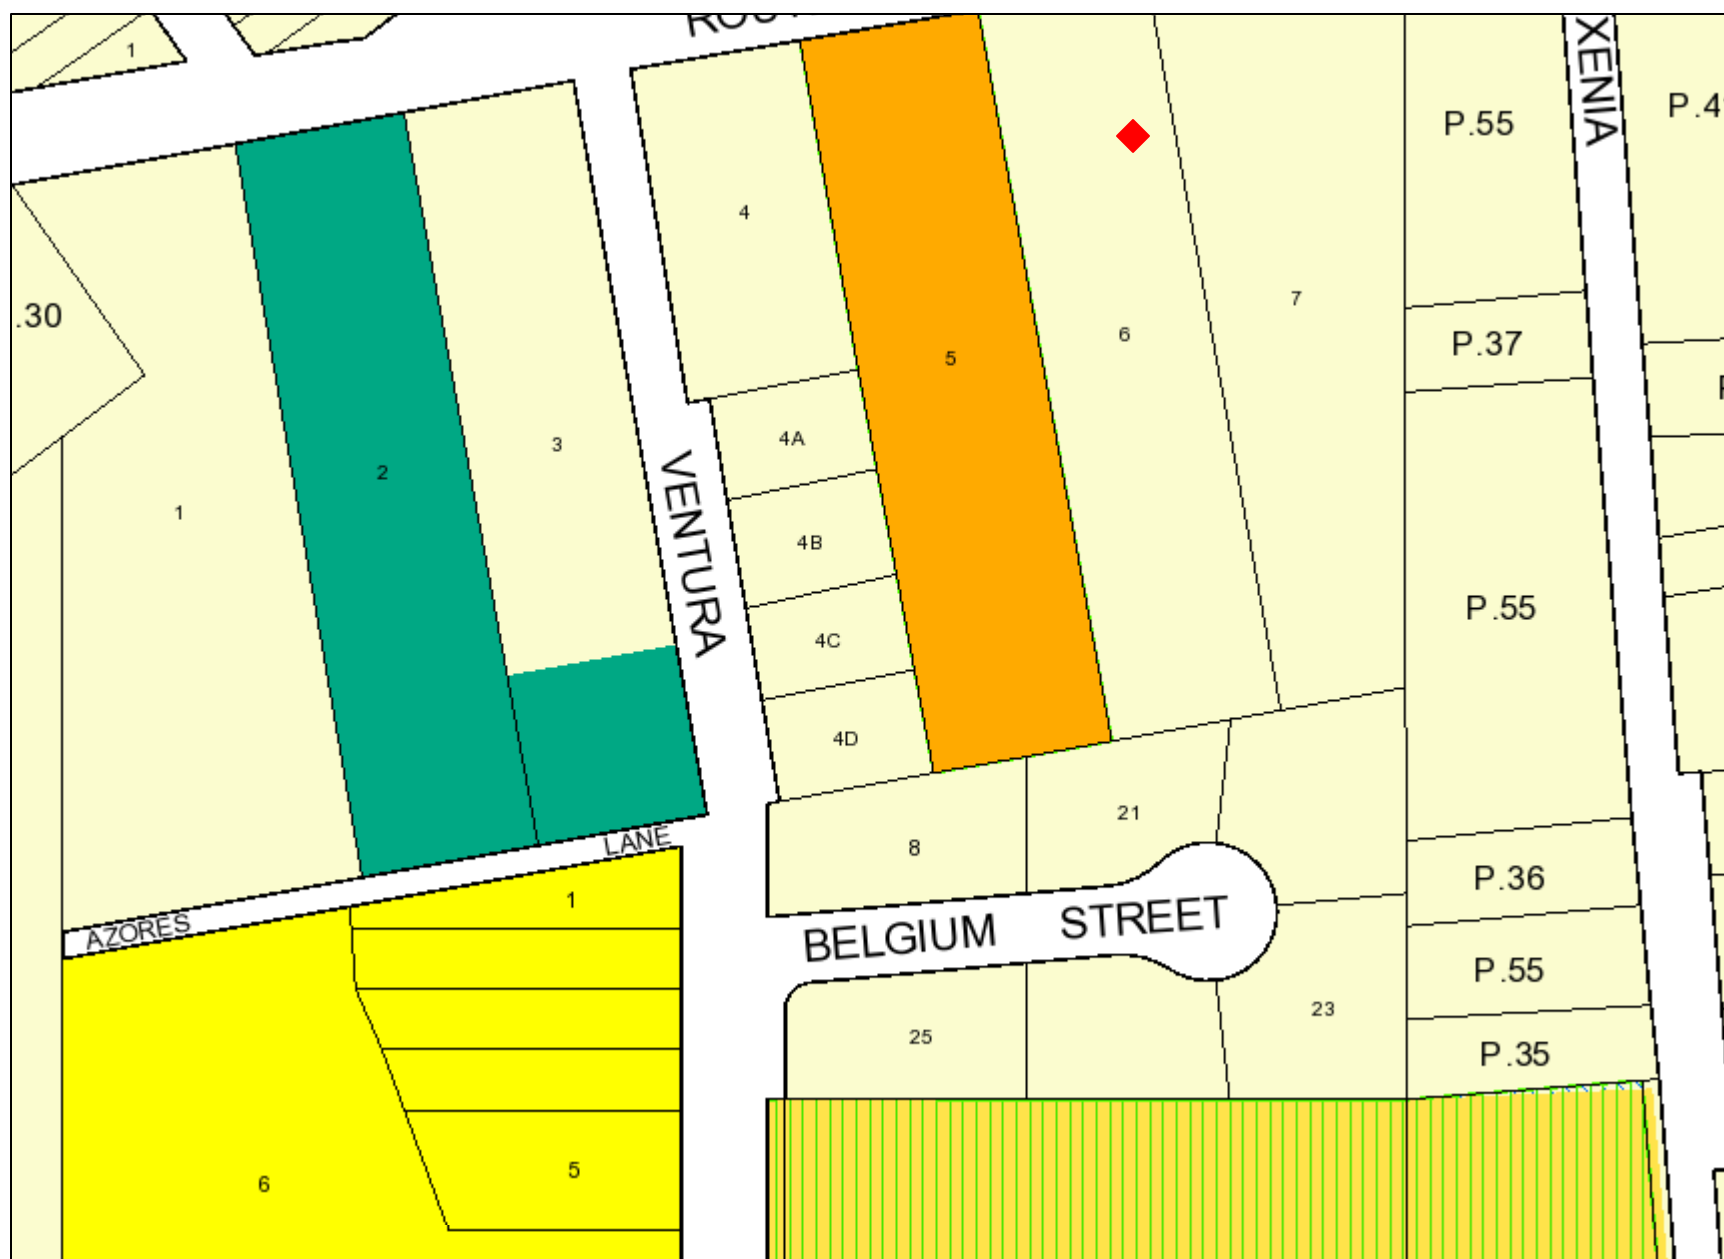 1
P.55
XENIA
4
.30
7
6
P.37
5
3
2
1
4A
VENTURA
4B
4C
P.55
4D
21
LANE
8
P.36
1
AZORES
BELGIUM STREET
P.55
23
25
P.35
5
6